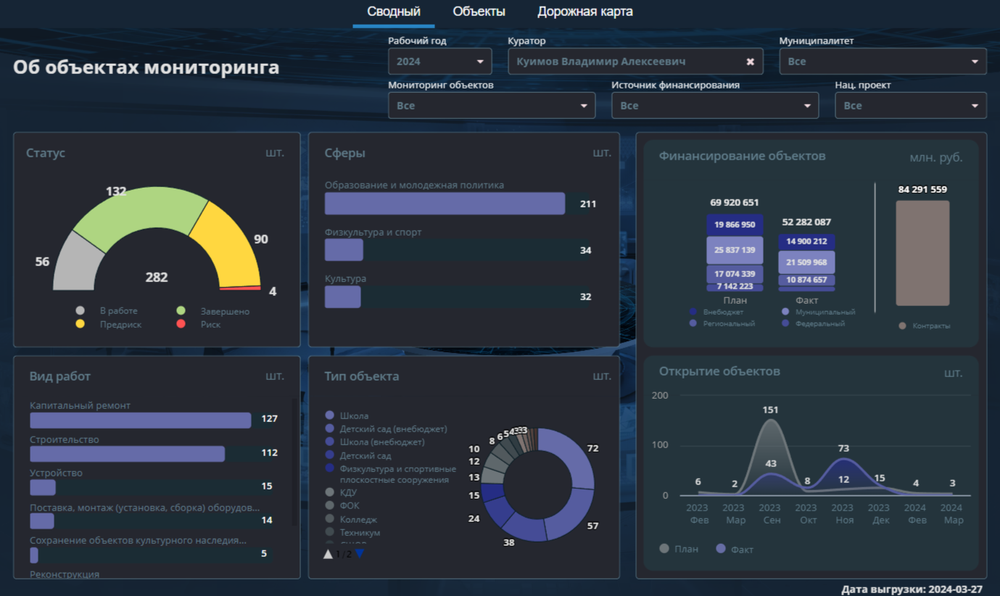 Сводный Объекты Дорожная карта
Об объектах мониторинга
Рабочий год Куратор Муниципалитет
2024 Куимов Владимир Алексеевич Все
Мониторинг объектов Источник финансирования Нац. проект
Все Все Все
Статус шт.
132
90
56
282
4
В работе Завершено
Предриск Риск
Сферы шт.
Образование и молодежная политика
211
Физкультура и спорт
34
Культура
32
Финансирование объектов млн. руб.
69 920 651
19 866 950
25 837 139
17 074 339
7 142 223
План
52 282 087
14 900 212
21 509 968
10 874 657
Факт
Внебюджет Муниципальный
Региональный Федеральный
84 291 559
Контракты
Вид работ шт.
Капитальный ремонт
127
Строительство
112
Устройство
15
Поставка, монтаж (установка, сборка) оборудов...
14
Сохранение объектов культурного наследия...
5
Реконструкция
Тип объекта шт.
Школа
Детский сад (внебюджет)
Школа (внебюджет)
Детский сад
Физкультура и спортивные
плоскостные сооружения
КДУ
ФОК
Колледж
Техникум
1/2
72
57
38
24
15
13
12
10
8
6
5
4
3
3
3
Открытие объектов шт.
200
100
0
6 2 151 43 8 73 12 15 4 3
2023 2023 2023 2023 2023 2023 2024 2024
Фев Мар Сен Окт Ноя Дек Фев Мар
План Факт
Дата выгрузки: 2024-03-27